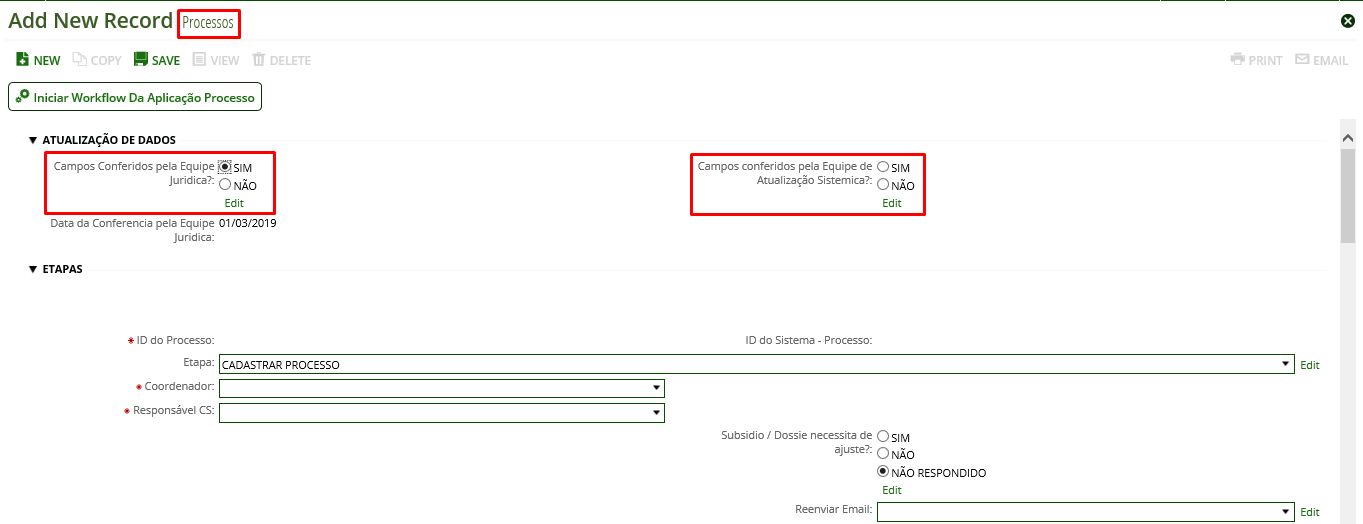 Add New Record Processos
NEW COPY SAVE VIEW DELETE PRINT EMAIL
Iniciar Workflow Da Aplicação Processo
ATUALIZAÇÃO DE DADOS
Campos Conferidos pela Equipe
Juridica?:
SIM
NÃO
Edit
Campos conferidos pela Equipe de
Atualização Sistemica?:
SIM
NÃO
Edit
Data da Conferencia pela Equipe
Juridica:
01/03/2019
ETAPAS
* ID do Processo:
ID do Sistema - Processo:
Etapa: CADASTRAR PROCESSO Edit
* Coordenador:
* Responsável CS:
Subsidio / Dossie necessita de
ajuste?:
SIM
NÃO
NÃO RESPONDIDO
Edit
Reenviar Email: Edit